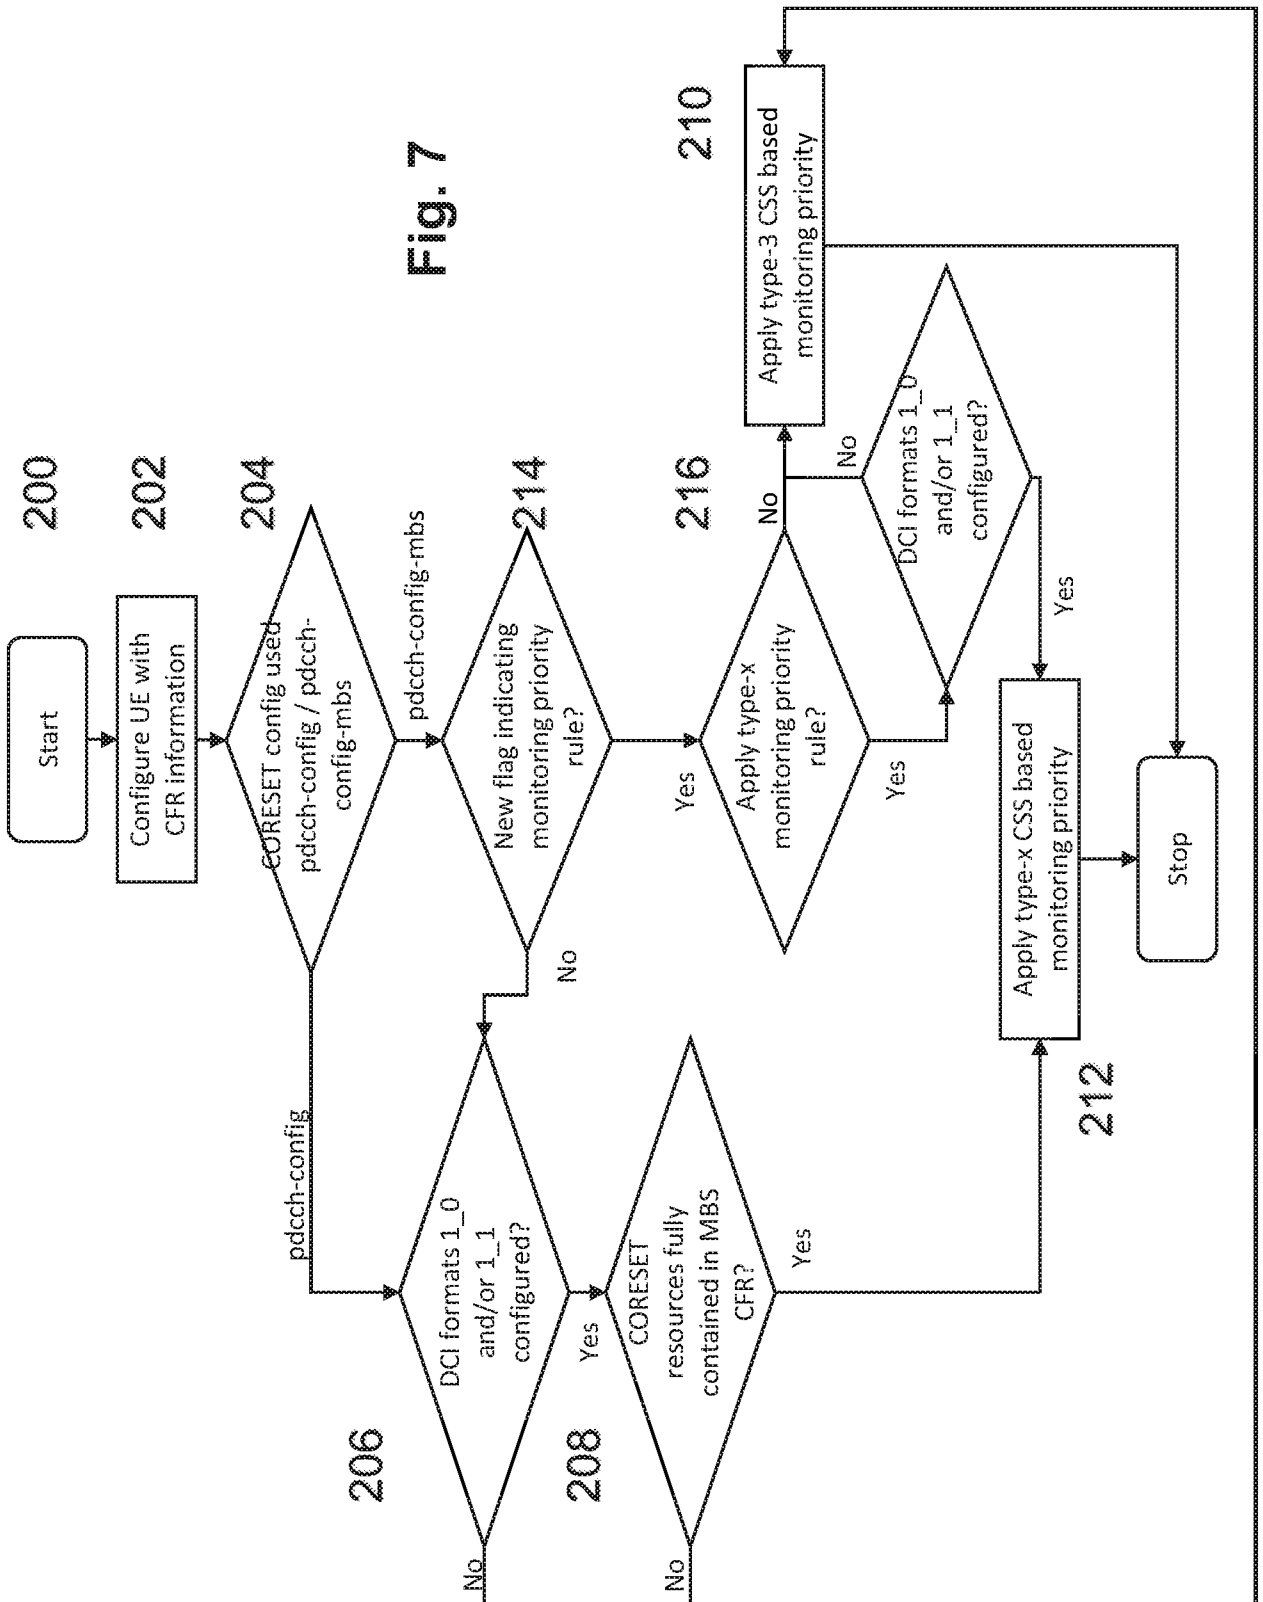 Fig. 7
200
Start
202
Configure UE with
CFR information
204
CORESET config used
pdcch-config / pdcch-
config-mbs
pdcch-config
pdcch-config-mbs
214
New flag indicating
monitoring priority
rule?
No
Yes
206
DCI formats 1_0
and/or 1_1
configured?
No
Yes
208
CORESET
resources fully
contained in MBS
CFR?
No
Yes
216
Apply type-x
monitoring priority
rule?
No
Yes
DCI formats 1_0
and/or 1_1
configured?
No
Yes
210
Apply type-3 CSS based
monitoring priority
212
Apply type-x CSS based
monitoring priority
Stop